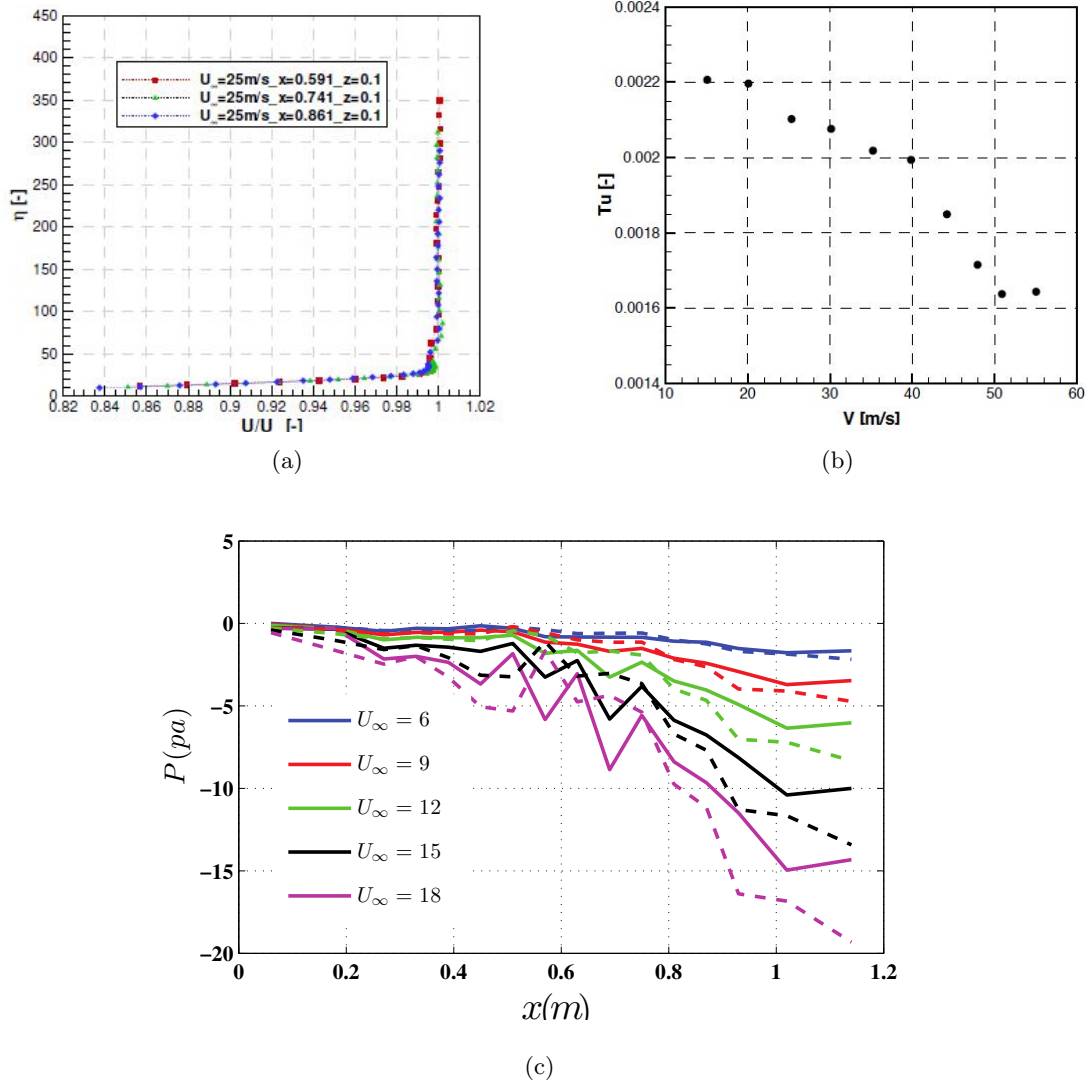 450
400
350
300
250
200
150
100
50
0
η [-]
U∞=25m/s_x=0.591_z=0.1
U∞=25m/s_x=0.741_z=0.1
U∞=25m/s_x=0.861_z=0.1
0.82 0.84 0.86 0.88 0.9 0.92 0.94 0.96 0.98 1 1.02
U/U [-]
(a)
0.0024
0.0022
0.002
0.0018
0.0016
0.0014
Tu [-]
10 20 30 40 50 60
V [m/s]
(b)
5
0
−5
−10
−15
−20
P(pa)
U∞ = 6
U∞ = 9
U∞ = 12
U∞ = 15
U∞ = 18
0 0.2 0.4 0.6 0.8 1 1.2
x(m)
(c)